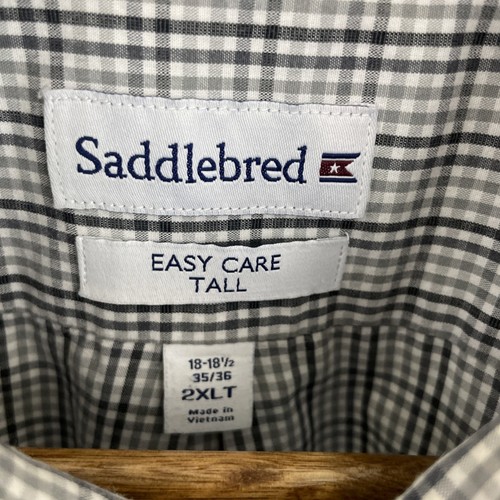 Saddlebred
EASY CARE
TALL
18-18½
35/36
2XLT
Made in
Vietnam